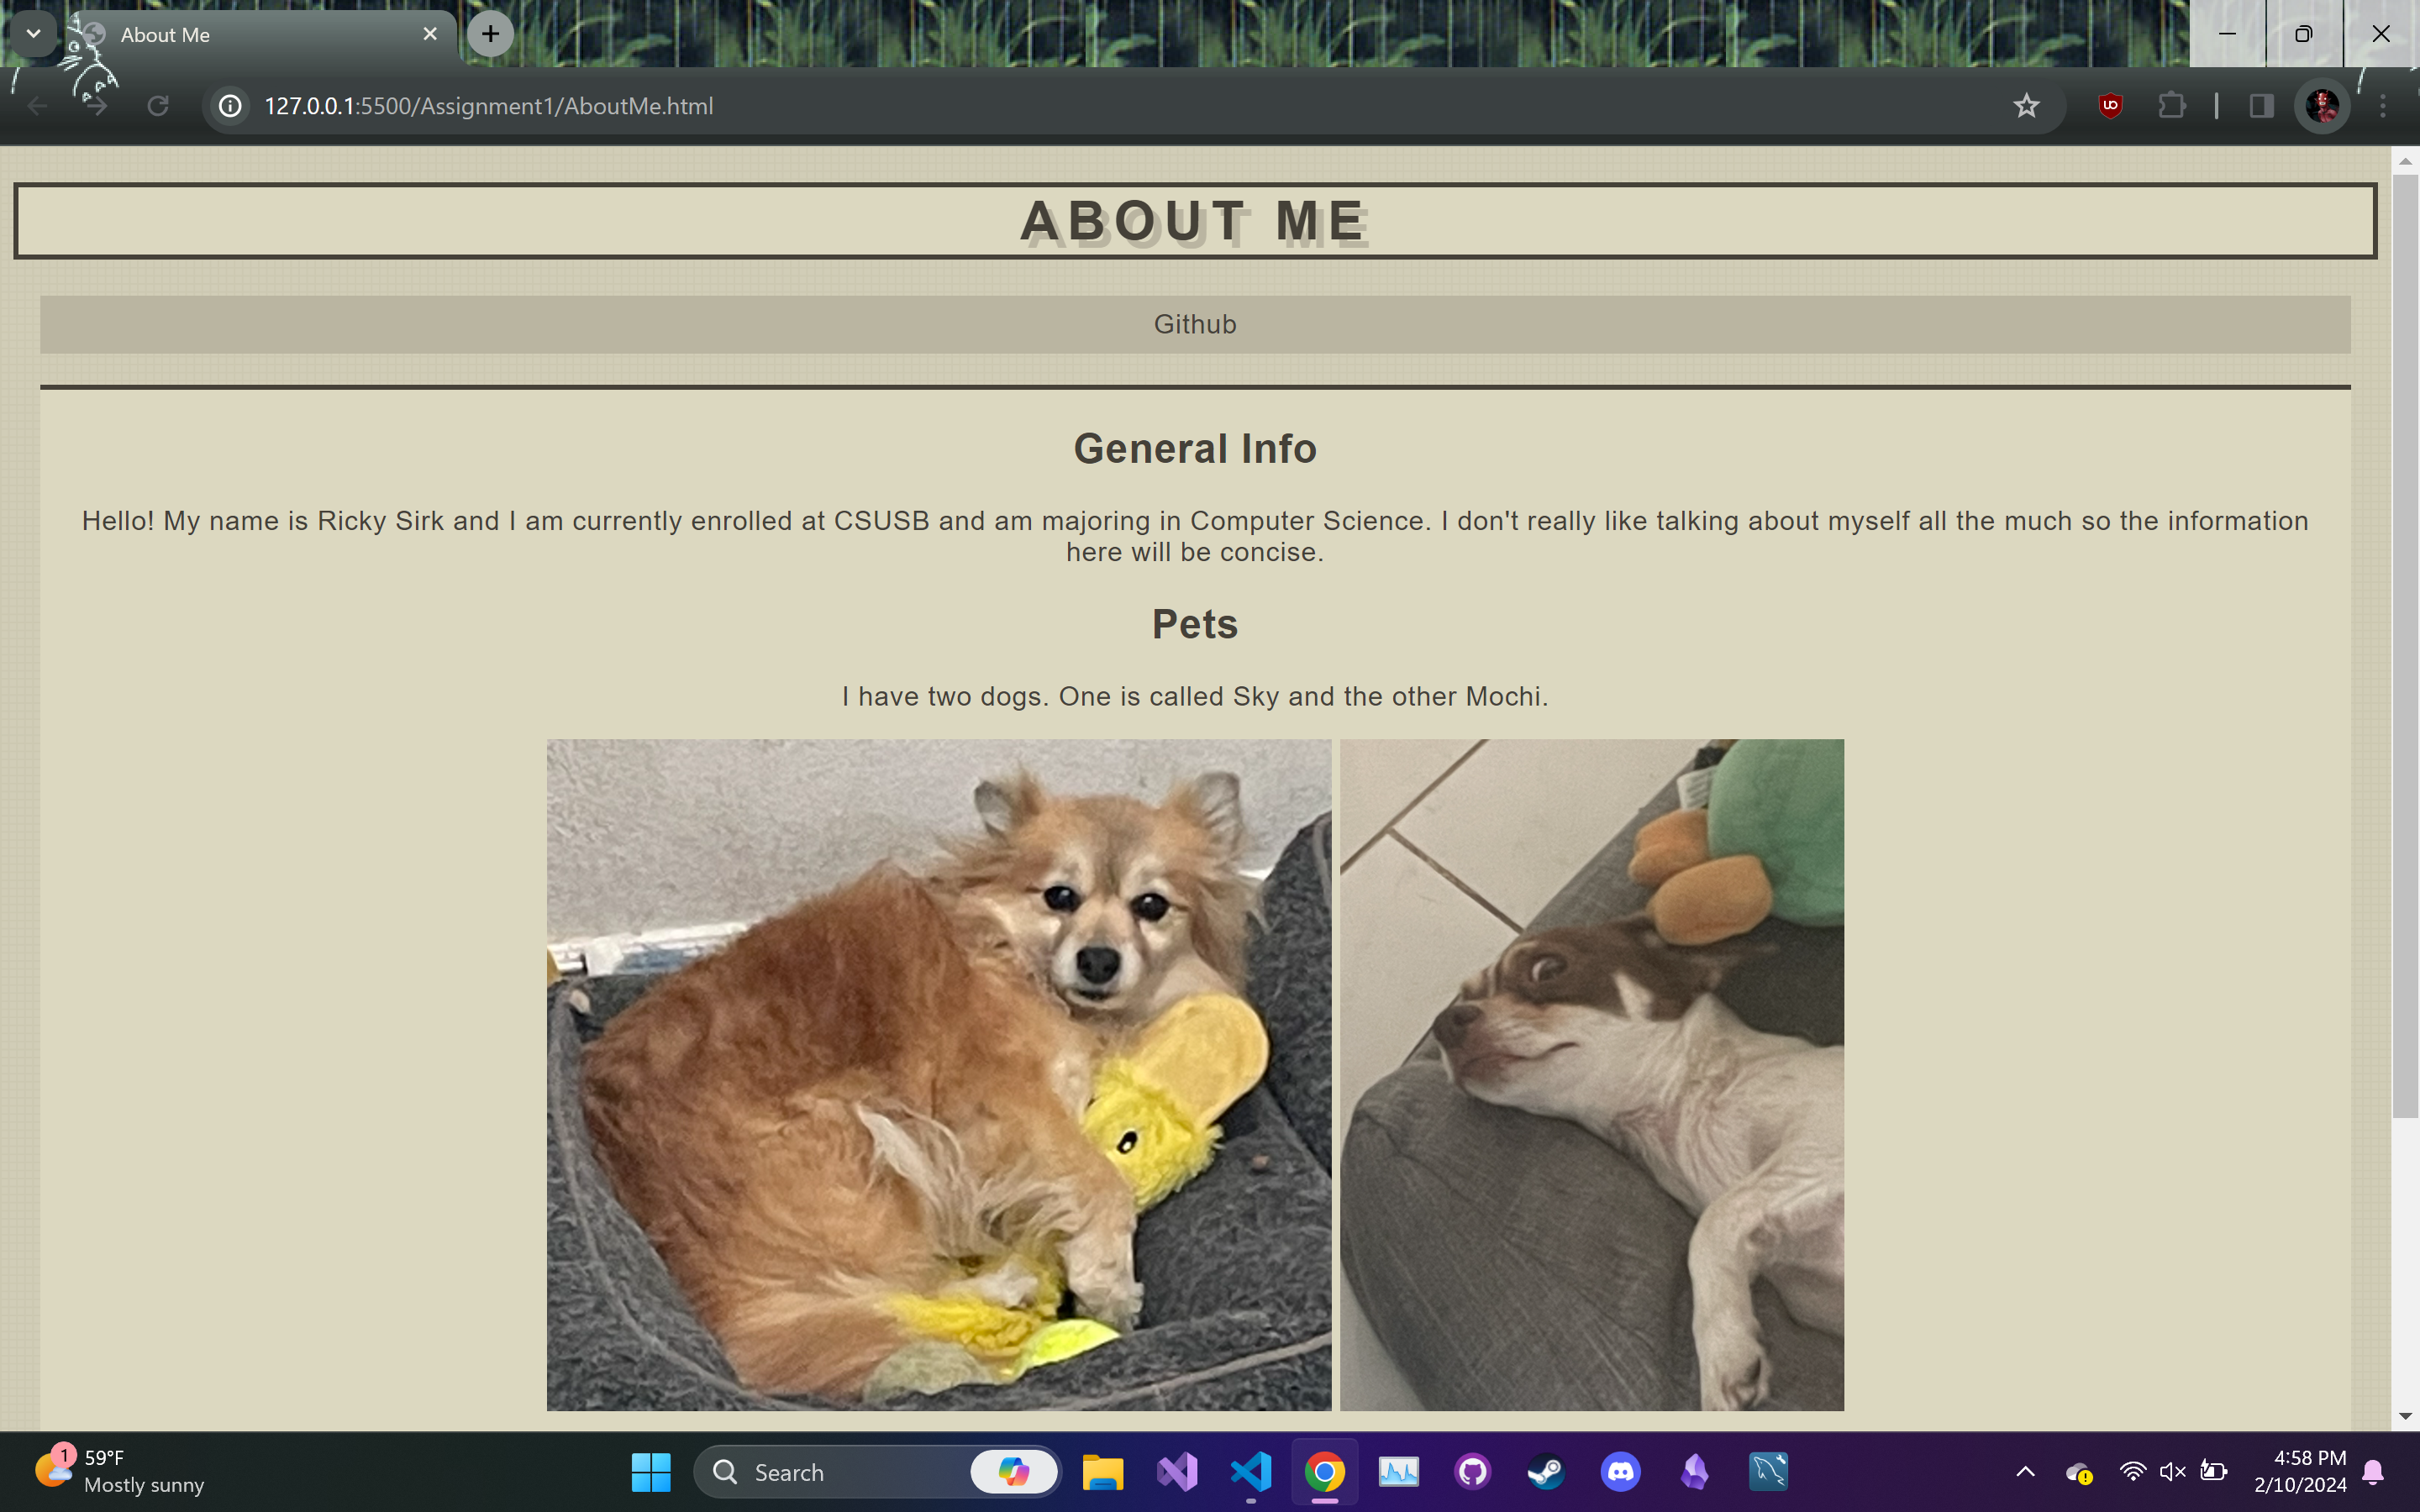 About Me
127.0.0.1:5500/Assignment1/AboutMe.html
ABOUT ME
Github
General Info
Hello! My name is Ricky Sirk and I am currently enrolled at CSUSB and am majoring in Computer Science. I don't really like talking about myself all the much so the information
here will be concise.
Pets
I have two dogs. One is called Sky and the other Mochi.
1
59°F
Mostly sunny
Search
4:58 PM
2/10/2024